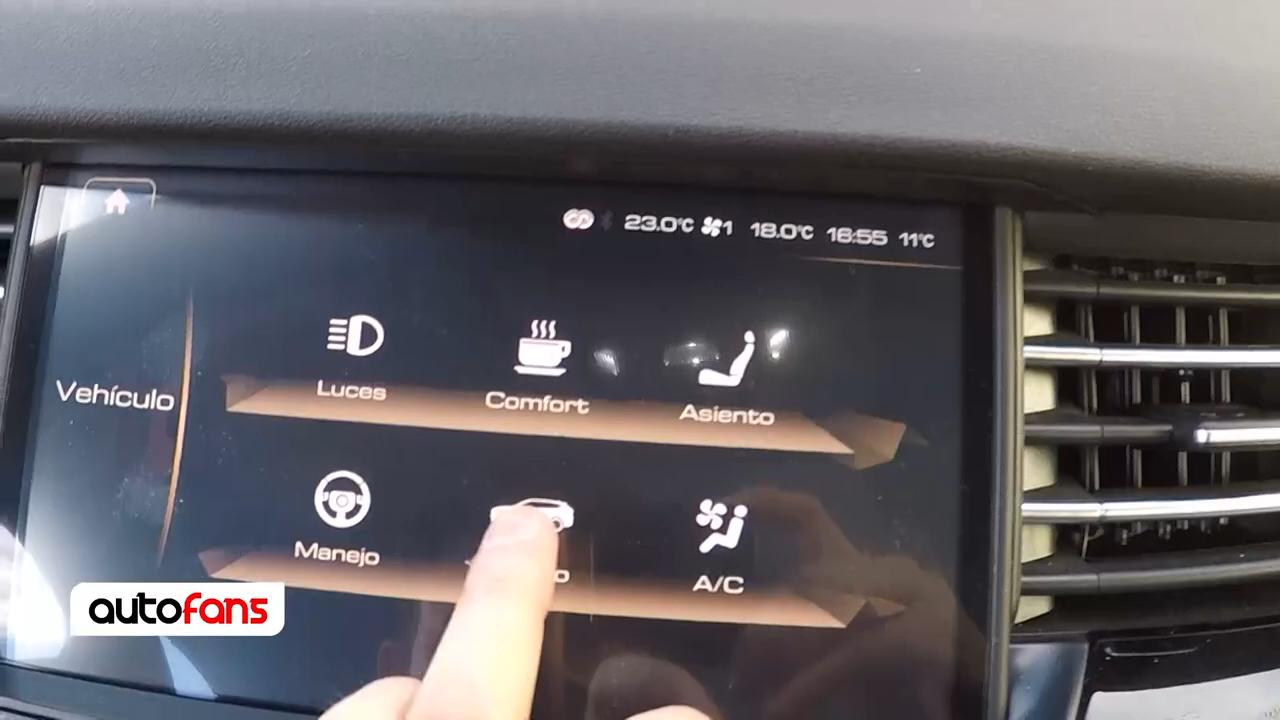 23.0°C 1 18.0°C 16:55 11°C
Vehículo
Luces
Comfort
Asiento
Manejo
A/C
autofans